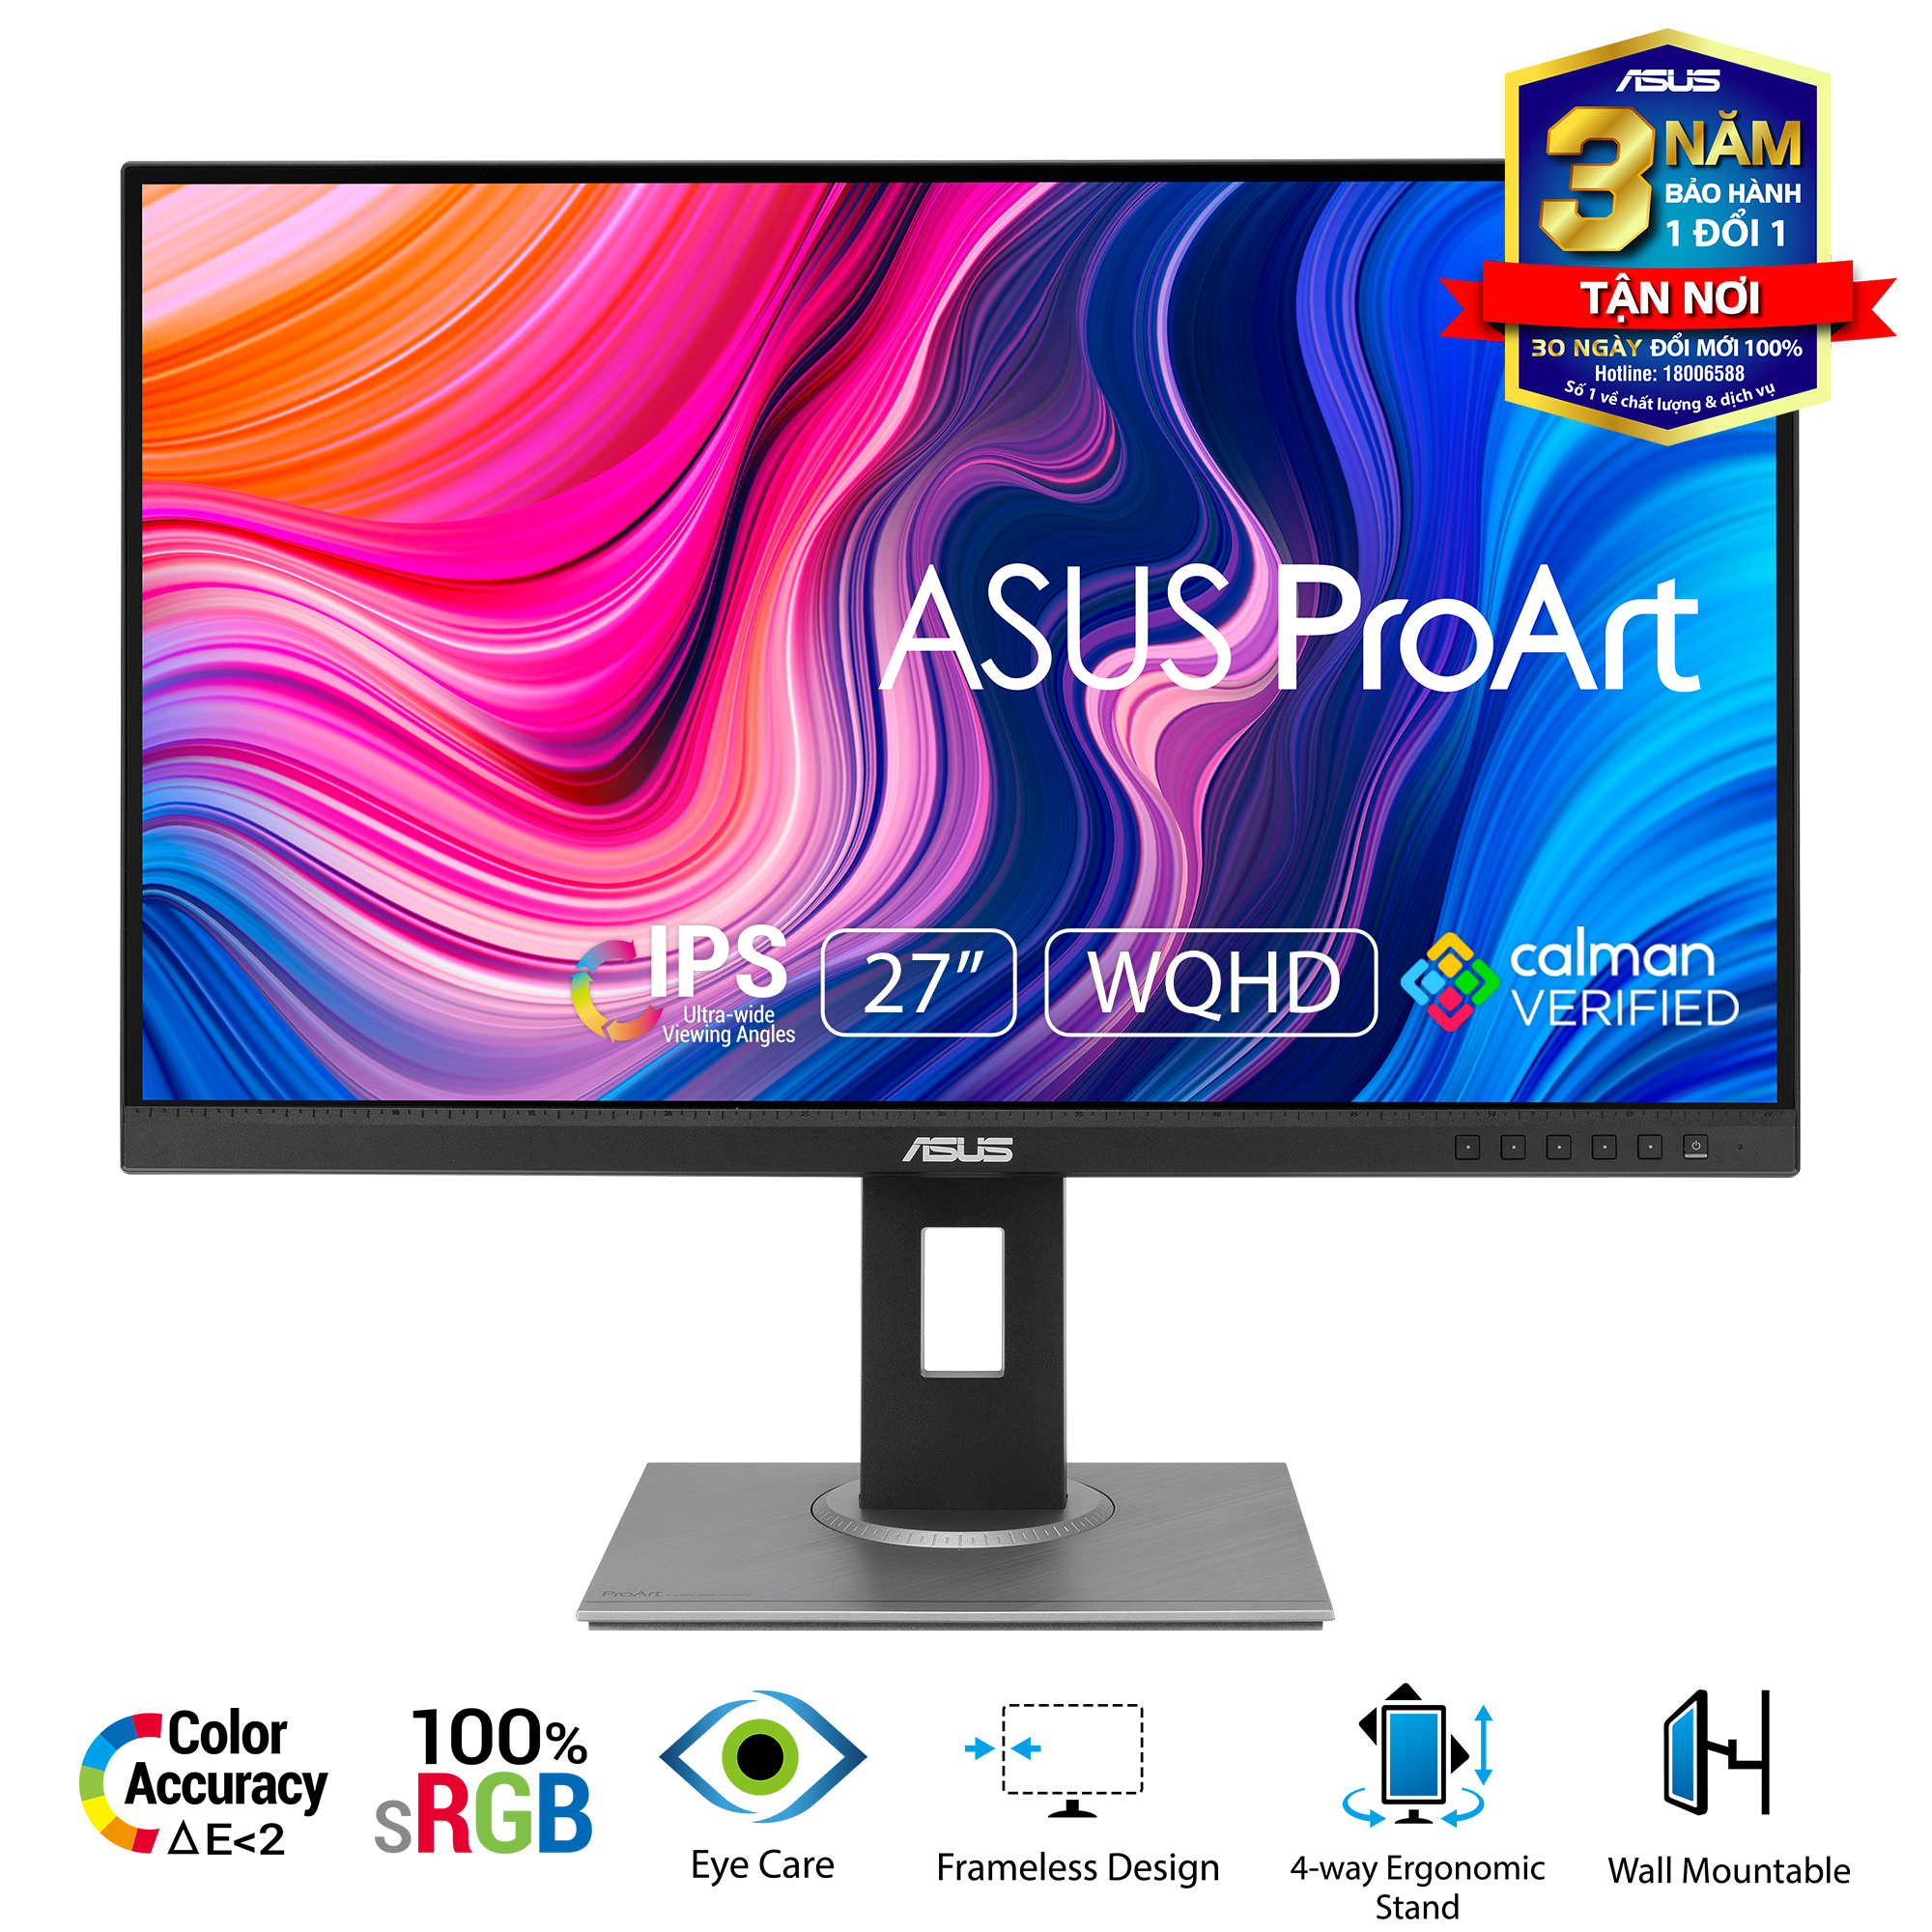 ASUS
3 NĂM
BẢO HÀNH
1 ĐỔI 1
TẬN NƠI
30 NGÀY ĐỔI MỚI 100%
Hotline: 18006588
Số 1 về chất lượng & dịch vụ
ASUS ProArt
IPS
Ultra-wide
Viewing Angles
27"
WQHD
calman
VERIFIED
ASUS
ProArt
Color
Accuracy
△E<2
100%
sRGB
Eye Care
Frameless Design
4-way Ergonomic
Stand
Wall Mountable